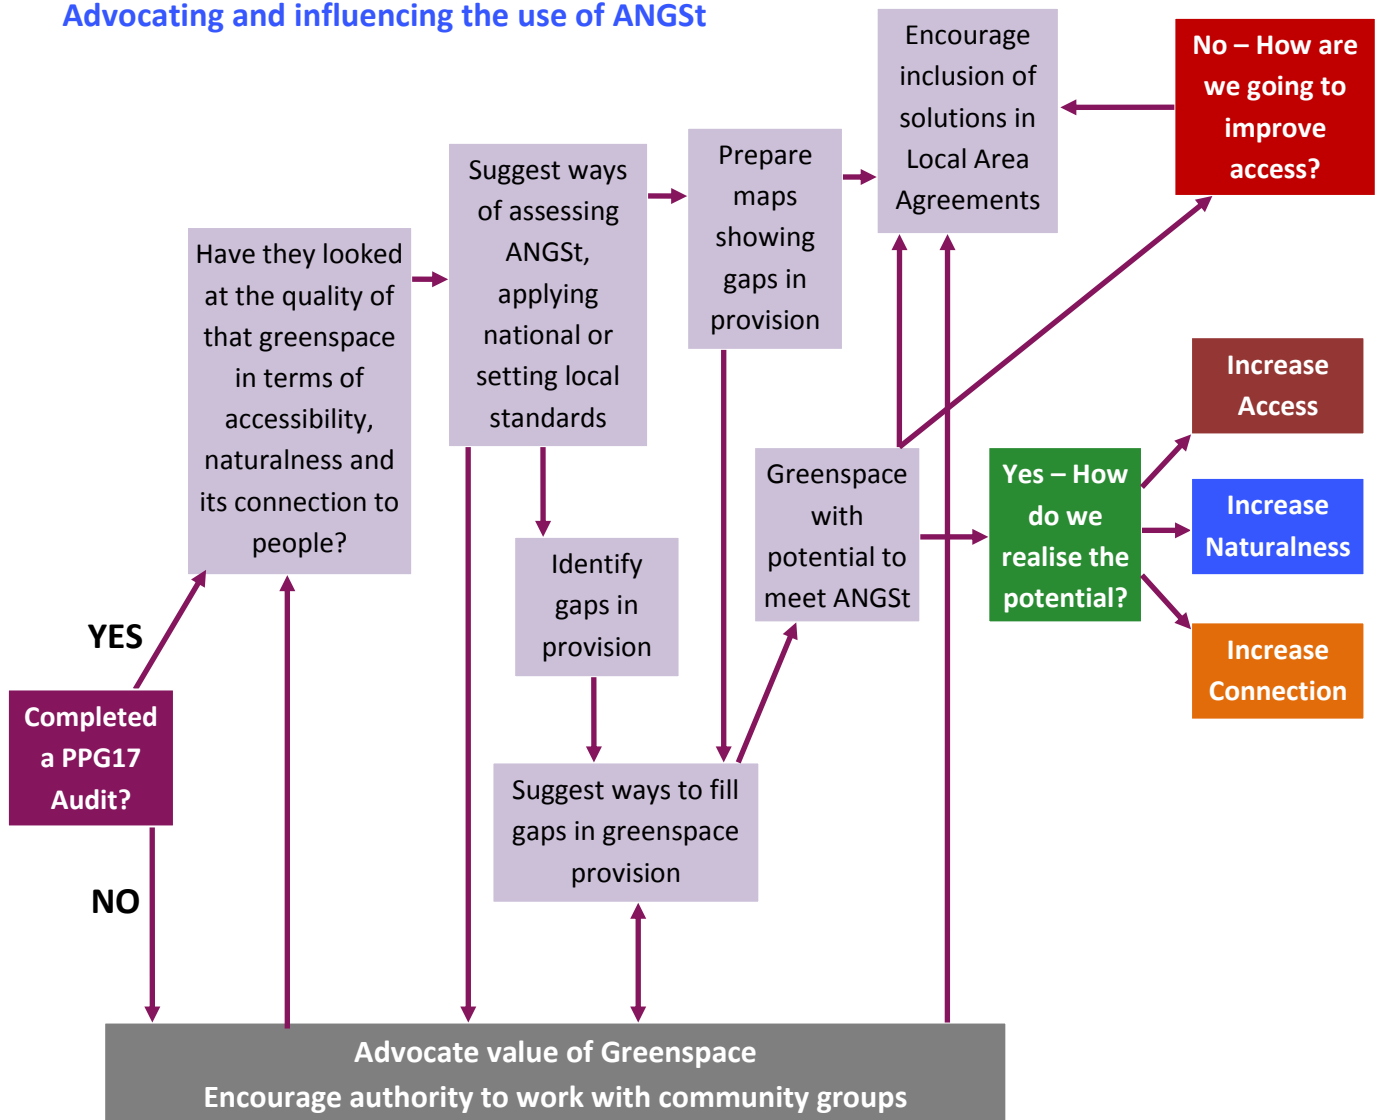 Advocating and influencing the use of ANGSt
Completed
a PPG17
Audit?
YES
NO
Have they looked
at the quality of
that greenspace
in terms of
accessibility,
naturalness and
its connection to
people?
Suggest ways
of assessing
ANGSt,
applying
national or
setting local
standards
Identify
gaps in
provision
Prepare
maps
showing
gaps in
provision
Suggest ways to fill
gaps in greenspace
provision
Encourage
inclusion of
solutions in
Local Area
Agreements
Greenspace
with
potential to
meet ANGSt
No – How are
we going to
improve
access?
Yes – How
do we
realise the
potential?
Increase
Access
Increase
Naturalness
Increase
Connection
Advocate value of Greenspace
Encourage authority to work with community groups